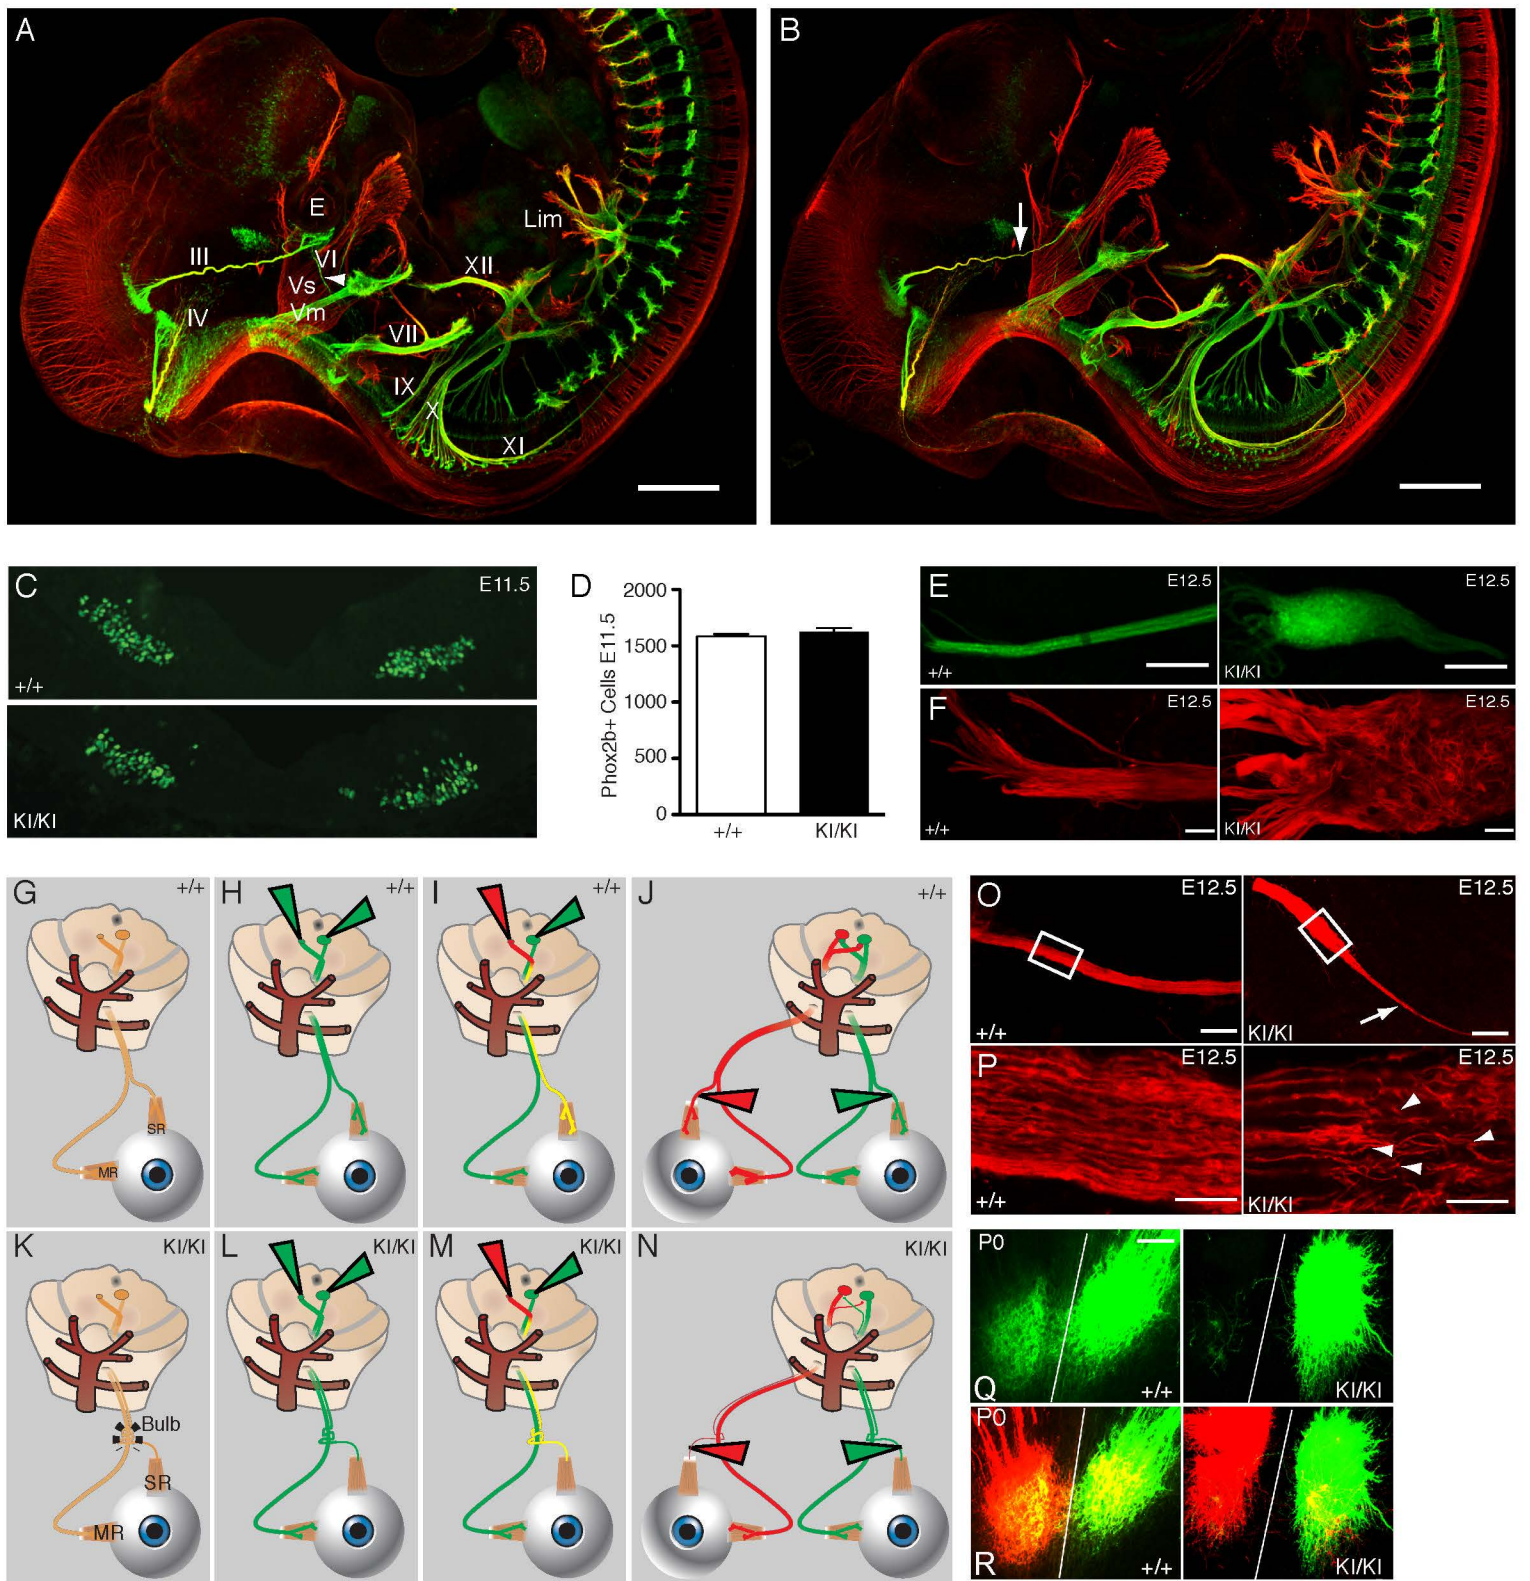 A
E
III
VI
Vs
Vm
IV
VII
XII
Lim
IX
X
XI
B
C
E11.5
+/+
KI/KI
D
Phox2b+ Cells E11.5
2000
1500
1000
500
0
+/+
KI/KI
E
E12.5
+/+
E12.5
KI/KI
F
E12.5
+/+
E12.5
KI/KI
G
+/+
SR
MR
H
+/+
I
+/+
J
+/+
K
KI/KI
Bulb
SR
MR
L
KI/KI
M
KI/KI
N
KI/KI
O
E12.5
+/+
E12.5
KI/KI
P
E12.5
+/+
E12.5
KI/KI
P0
Q
+/+
KI/KI
P0
R
+/+
KI/KI